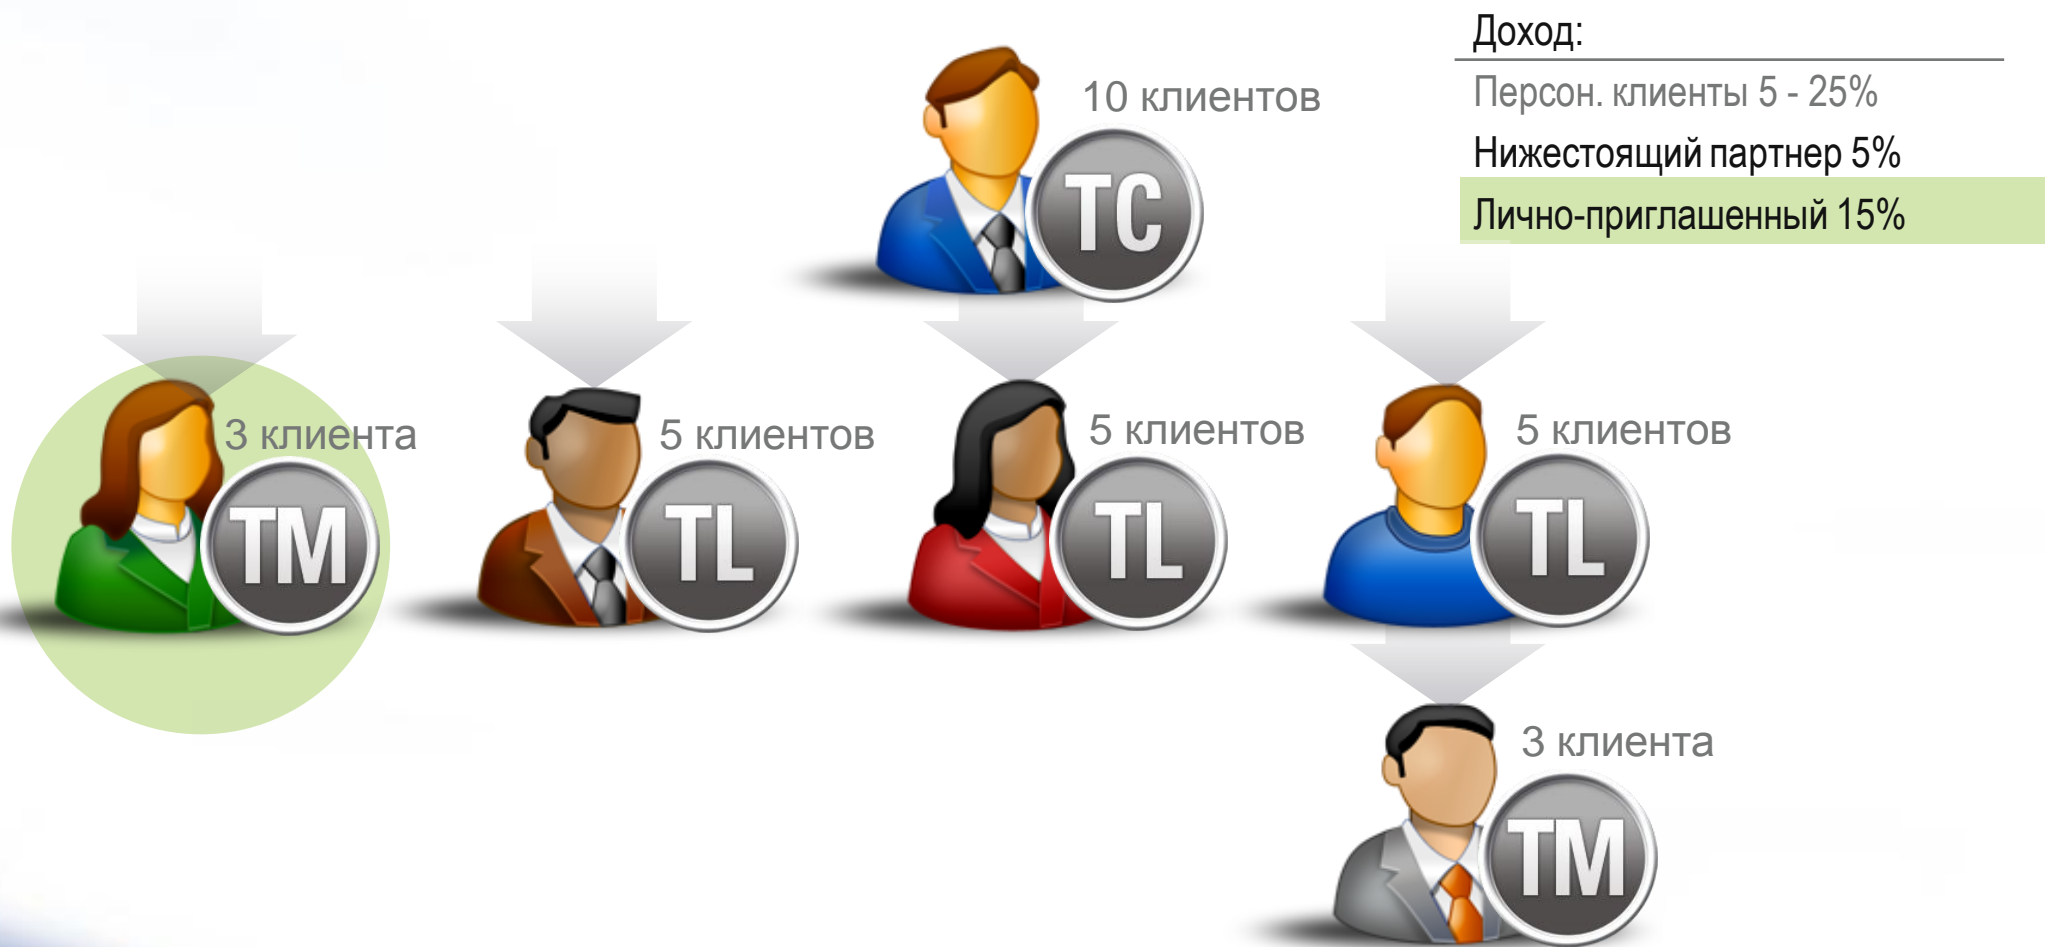 Доход:
Персон. клиенты 5 - 25%
Нижестоящий партнер 5%
Лично-приглашенный 15%
10 клиентов
TC
3 клиента
TM
5 клиентов
TL
5 клиентов
TL
5 клиентов
TL
3 клиента
TM